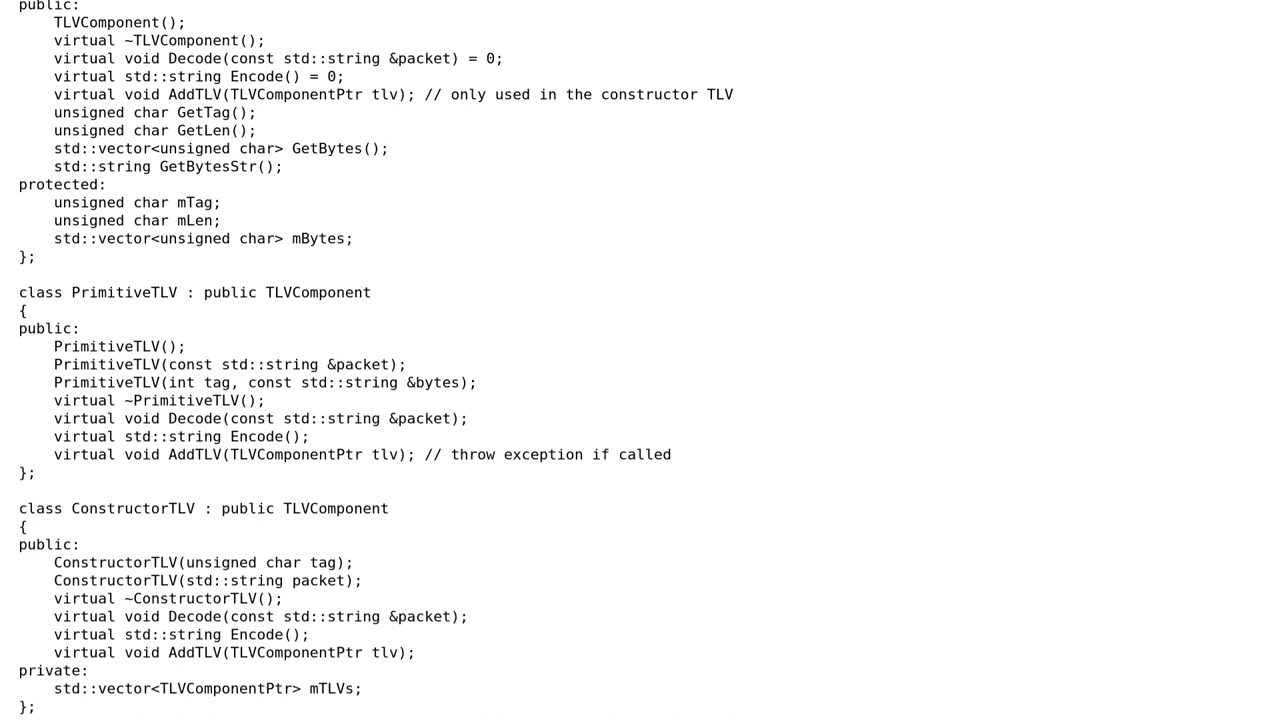 public:
    TLVComponent();
    virtual ~TLVComponent();
    virtual void Decode(const std::string &packet) = 0;
    virtual std::string Encode() = 0;
    virtual void AddTLV(TLVComponentPtr tlv); // only used in the constructor TLV
    unsigned char GetTag();
    unsigned char GetLen();
    std::vector<unsigned char> GetBytes();
    std::string GetBytesStr();
protected:
    unsigned char mTag;
    unsigned char mLen;
    std::vector<unsigned char> mBytes;
};

class PrimitiveTLV : public TLVComponent
{
public:
    PrimitiveTLV();
    PrimitiveTLV(const std::string &packet);
    PrimitiveTLV(int tag, const std::string &bytes);
    virtual ~PrimitiveTLV();
    virtual void Decode(const std::string &packet);
    virtual std::string Encode();
    virtual void AddTLV(TLVComponentPtr tlv); // throw exception if called
};

class ConstructorTLV : public TLVComponent
{
public:
    ConstructorTLV(unsigned char tag);
    ConstructorTLV(std::string packet);
    virtual ~ConstructorTLV();
    virtual void Decode(const std::string &packet);
    virtual std::string Encode();
    virtual void AddTLV(TLVComponentPtr tlv);
private:
    std::vector<TLVComponentPtr> mTLVs;
};